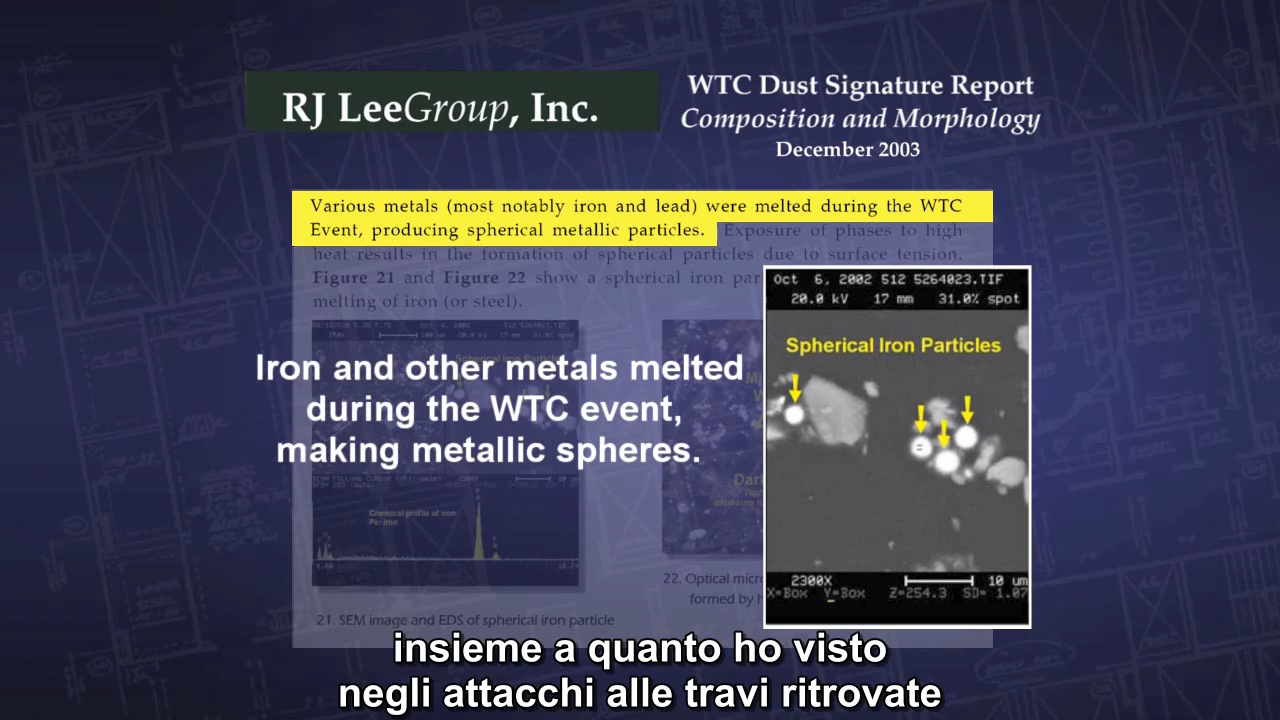 RJ LeeGroup, Inc.
WTC Dust Signature Report
Composition and Morphology
December 2003
Various metals (most notably iron and lead) were melted during the WTC
Event, producing spherical metallic particles. Exposure of phases to high
heat results in the formation of spherical particles due to surface tension.
Figure 21 and Figure 22 show a spherical iron par
melting of iron (or steel).
Iron and other metals melted
during the WTC event,
making metallic spheres.
Oct 6, 2002 512 5264023.TIF
20.0 kV 17 mm 31.0% spot
Spherical Iron Particles
2300X 10 um
X=Box Y=Box Z=254.3 SD= 1.07
Chemical profile of iron
Fe: iron
21. SEM image and EDS of spherical iron particle
22. Optical micr
formed by h
insieme a quanto ho visto
negli attacchi alle travi ritrovate